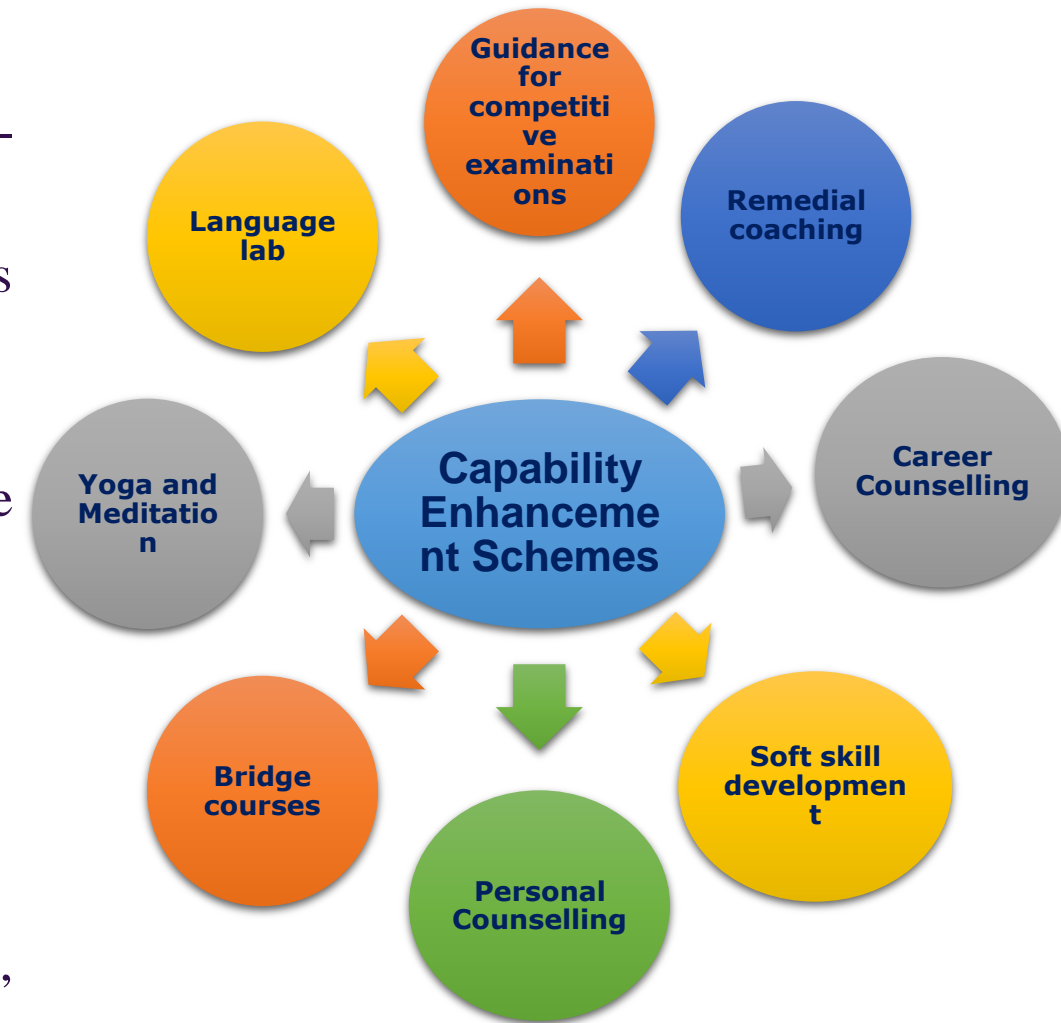 Guidance
for
competiti
ve
examinati
ons
Remedial
coaching
Career
Counselling
Soft skill
developmen
t
Personal
Counselling
Bridge
courses
Yoga and
Meditatio
n
Language
lab
Capability
Enhanceme
nt Schemes
s
e
,